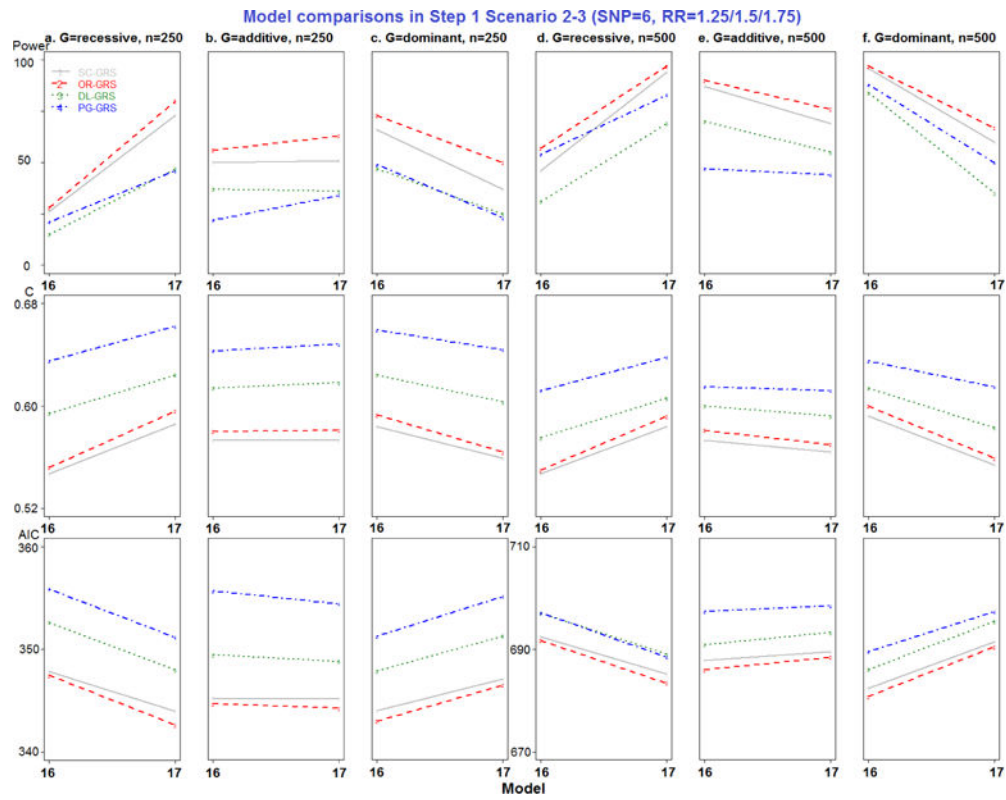 Model comparisons in Step 1 Scenario 2-3 (SNP=6, RR=1.25/1.5/1.75)
a. G=recessive, n=250 b. G=additive, n=250 c. G=dominant, n=250 d. G=recessive, n=500 e. G=additive, n=500 f. G=dominant, n=500
Power
100
SC-GRS
OR-GRS
DL-GRS
PG-GRS
50
0
16 17 16 17 16 17 16 17 16 17 16 17
C
0.68
0.60
0.52
16 17 16 17 16 17 16 17 16 17 16 17
AIC
360 710
350 690
340 670
16 17 16 17 16 17 16 17 16 17 16 17
Model